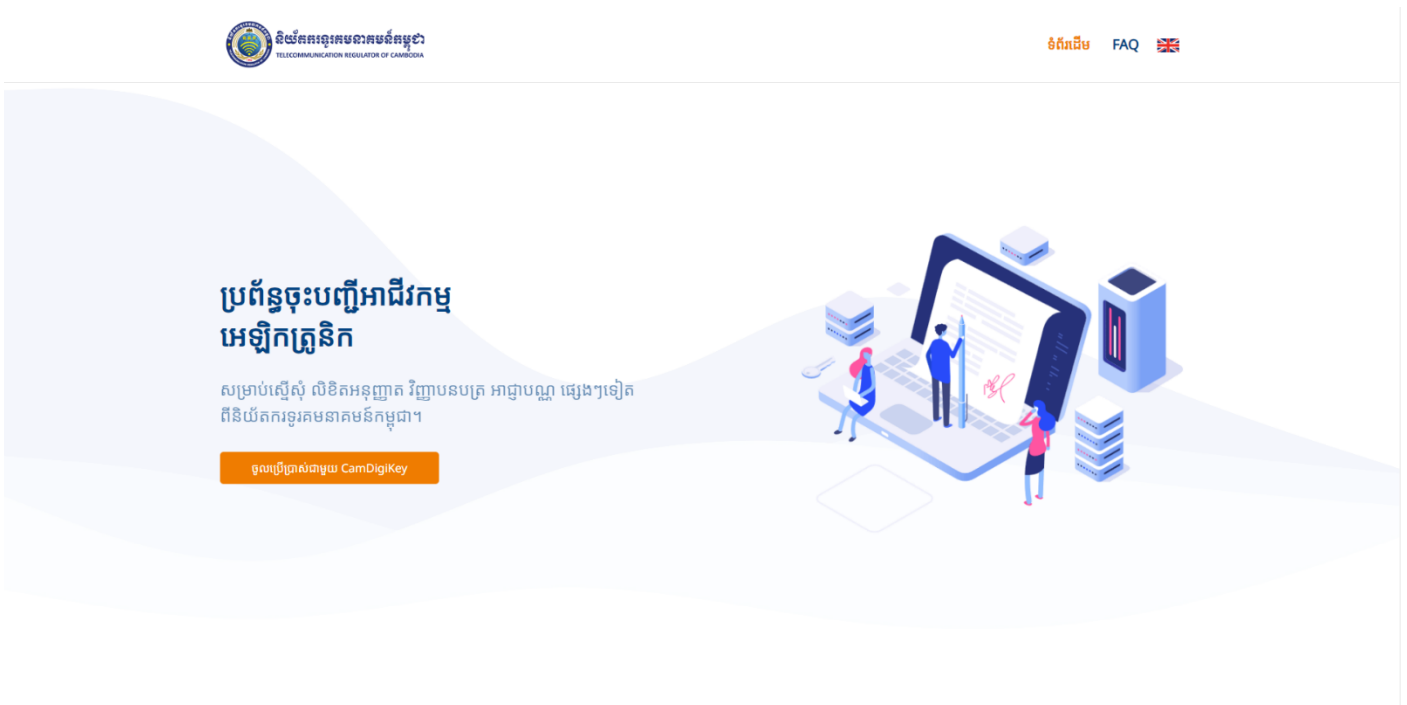 និយ័តករទូរគមនាគមន៍កម្ពុជា
TELECOMMUNICATION REGULATOR OF CAMBODIA
ទំព័រដើម FAQ
ប្រព័ន្ធចុះបញ្ជីអាជីវកម្ម
អេឡិកត្រូនិក
សម្រាប់ស្នើសុំ លិខិតអនុញ្ញាត វិញ្ញាបនបត្រ អាជ្ញាបណ្ណ ផ្សេងៗទៀត
ពីនិយ័តករទូរគមនាគមន៍កម្ពុជា។
ចូលប្រើប្រាស់ជាមួយ CamDigiKey